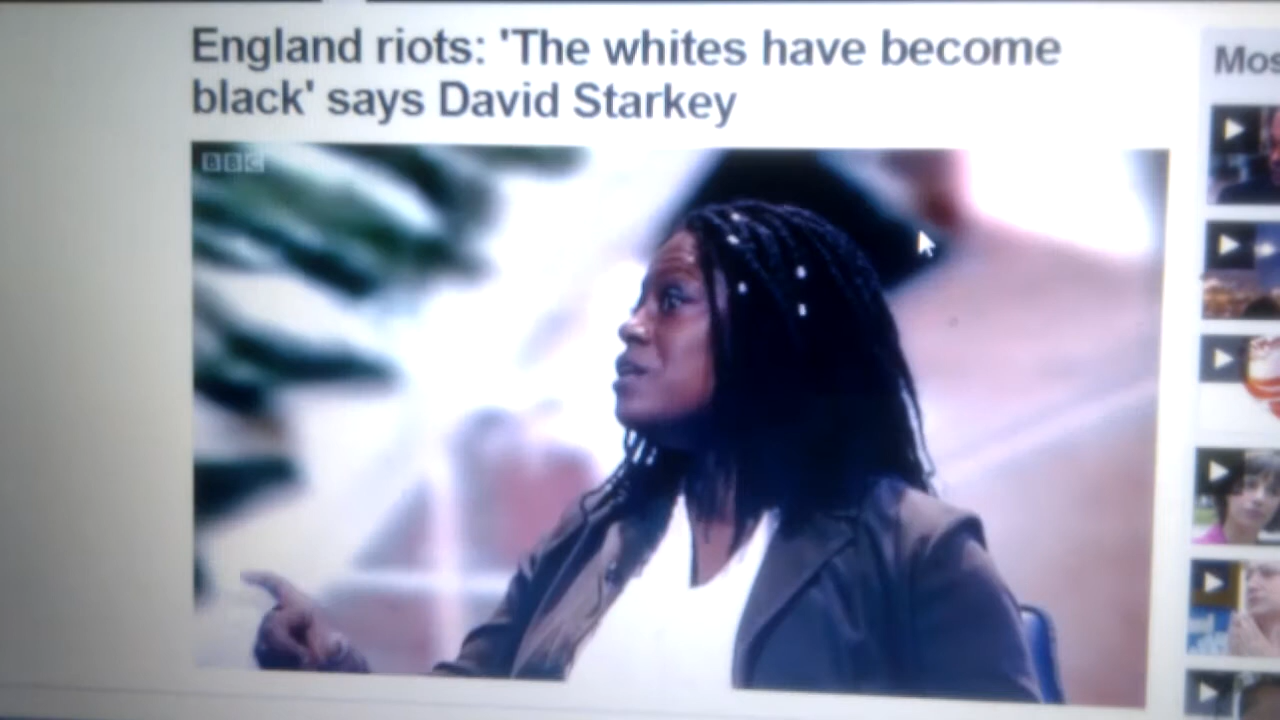 England riots: 'The whites have become
black' says David Starkey
BBC
Mos